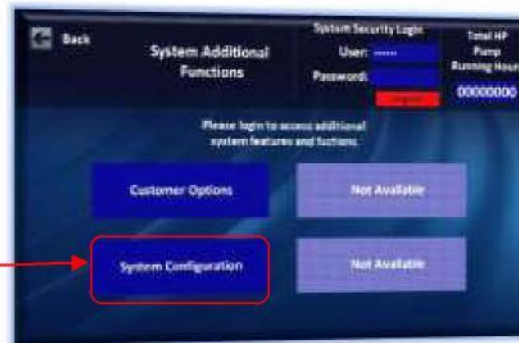 Back
System Additional
Functions
System Security Login
User: ------
Password:
Total HP
Pump
Running Hours
00000000
Please login to access additional
system features and fuctions.
Customer Options
Not Available
System Configuration
Not Available